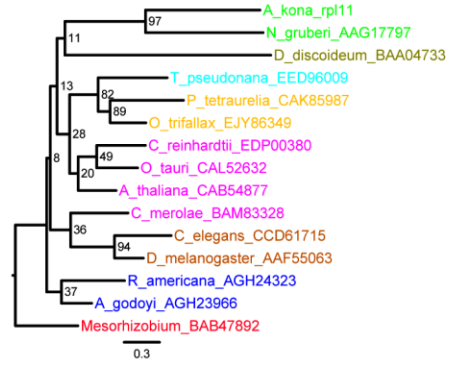 A_kona_rpl11
97
N_gruberi_AAG17797
11
D_discoideum_BAA04733
13
T_pseudonana_EED96009
82
P_tetraurelia_CAK85987
89
O_trifallax_EJY86349
28
C_reinhardtii_EDP00380
49
8
O_tauri_CAL52632
20
A_thaliana_CAB54877
C_merolae_BAM83328
36
C_elegans_CCD61715
94
D_melanogaster_AAF55063
R_americana_AGH24323
37
A_godoyi_AGH23966
Mesorhizobium_BAB47892
0.3